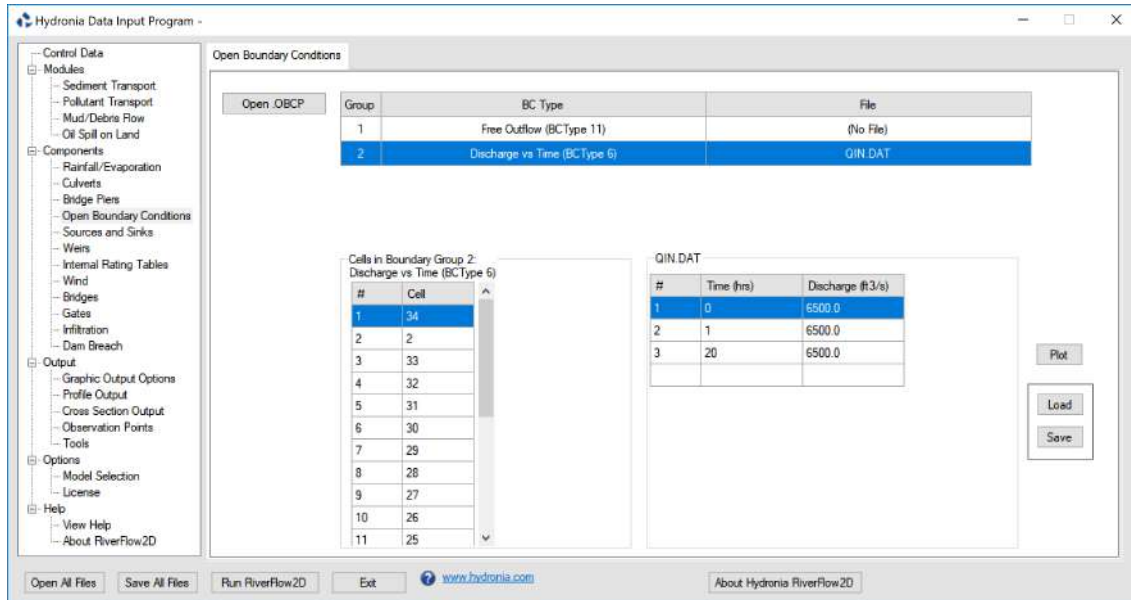 Hydronia Data Input Program -
Control Data
Modules
Sediment Transport
Pollutant Transport
Mud/Debris Flow
Oil Spill on Land
Components
Rainfall/Evaporation
Culverts
Bridge Piers
Open Boundary Conditions
Sources and Sinks
Weirs
Internal Rating Tables
Wind
Bridges
Gates
Infiltration
Dam Breach
Output
Graphic Output Options
Profile Output
Cross Section Output
Observation Points
Tools
Options
Model Selection
License
Help
View Help
About RiverFlow2D
Open Boundary Conditions
Open .OBCP
Group BC Type File
1 Free Outflow (BCType 11) (No File)
2 Discharge vs Time (BCType 6) QIN.DAT
Cells in Boundary Group 2:
Discharge vs Time (BCType 6)
# Cell
1 34
2 2
3 33
4 32
5 31
6 30
7 29
8 28
9 27
10 26
11 25
QIN.DAT
# Time (hrs) Discharge (ft3/s)
1 0 6500.0
2 1 6500.0
3 20 6500.0
Plot
Load
Save
Open All Files Save All Files Run RiverFlow2D Exit ? www.hydronia.com About Hydronia RiverFlow2D